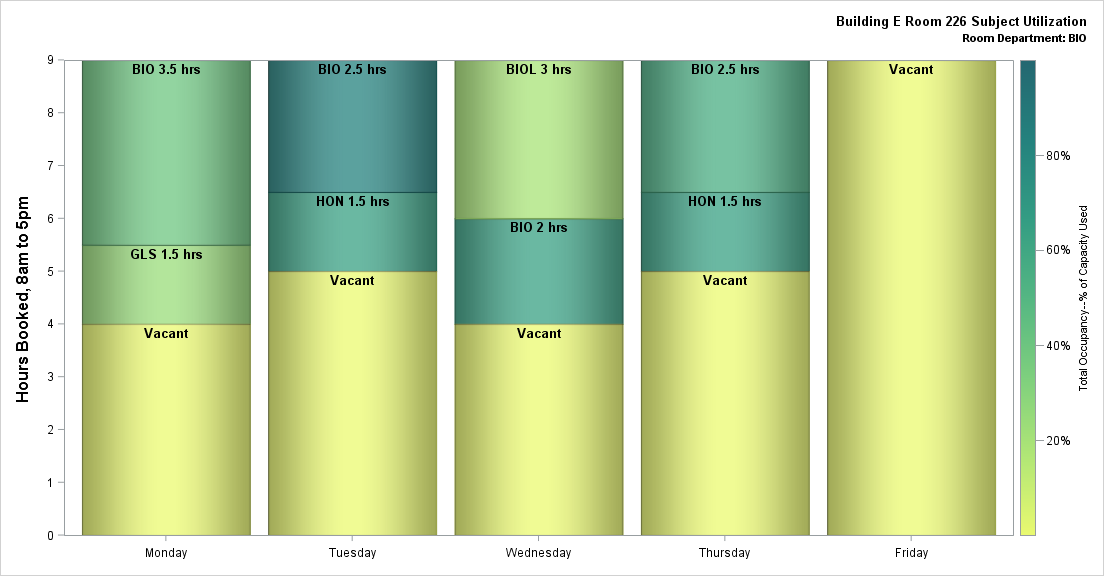 Building E Room 226 Subject Utilization
Room Department: BIO
Hours Booked, 8am to 5pm
9
8
7
6
5
4
3
2
1
0
BIO 3.5 hrs
GLS 1.5 hrs
Vacant
BIO 2.5 hrs
HON 1.5 hrs
Vacant
BIOL 3 hrs
BIO 2 hrs
Vacant
BIO 2.5 hrs
HON 1.5 hrs
Vacant
Vacant
Monday
Tuesday
Wednesday
Thursday
Friday
80%
60%
40%
20%
Total Occupancy--% of Capacity Used